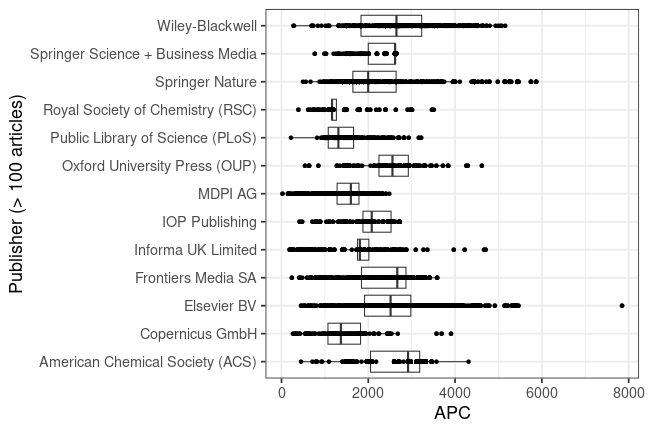 Publisher (> 100 articles)
Wiley-Blackwell
Springer Science + Business Media
Springer Nature
Royal Society of Chemistry (RSC)
Public Library of Science (PLoS)
Oxford University Press (OUP)
MDPI AG
IOP Publishing
Informa UK Limited
Frontiers Media SA
Elsevier BV
Copernicus GmbH
American Chemical Society (ACS)
0 2000 4000 6000 8000
APC